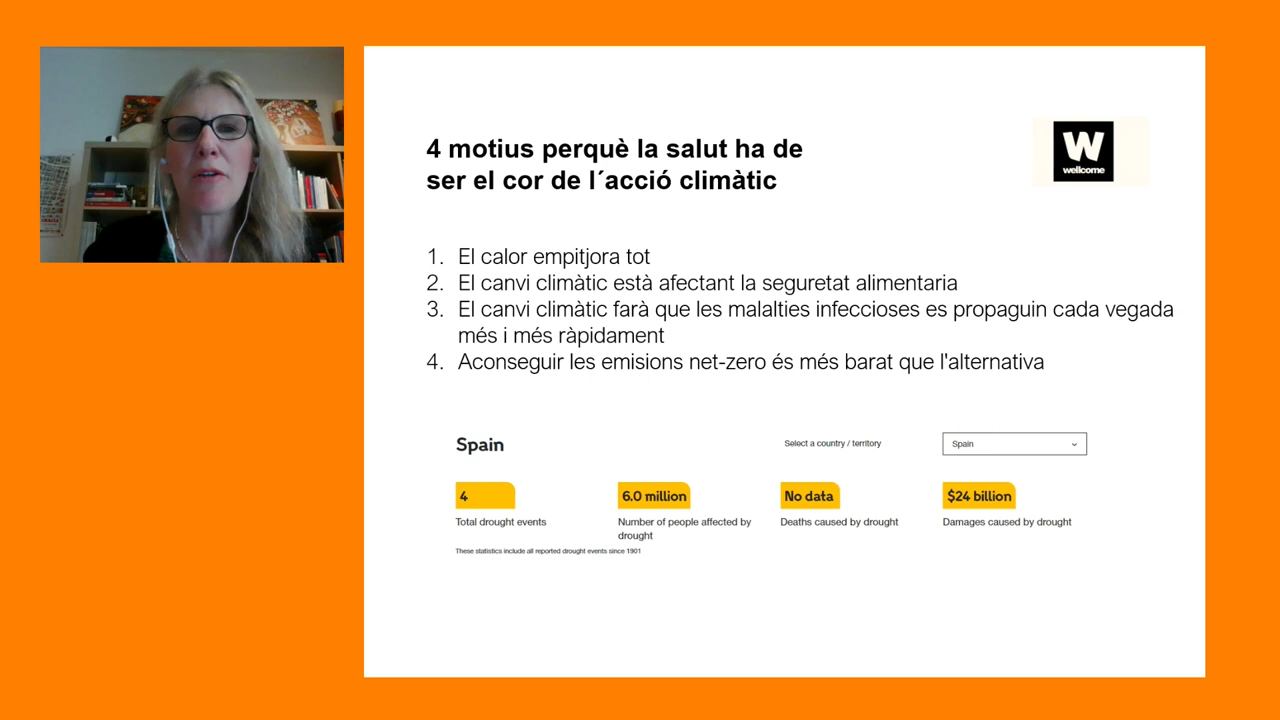 4 motius perquè la salut ha de
ser el cor de l´acció climàtic
W
wellcome
1. El calor empitjora tot
2. El canvi climàtic està afectant la seguretat alimentaria
3. El canvi climàtic farà que les malalties infeccioses es propaguin cada vegada
més i més ràpidament
4. Aconseguir les emisions net-zero és més barat que l'alternativa
Spain
Select a country / territory
Spain
4
6.0 million
No data
$24 billion
Total drought events
Number of people affected by
drought
Deaths caused by drought
Damages caused by drought
These statistics include all reported drought events since 1901